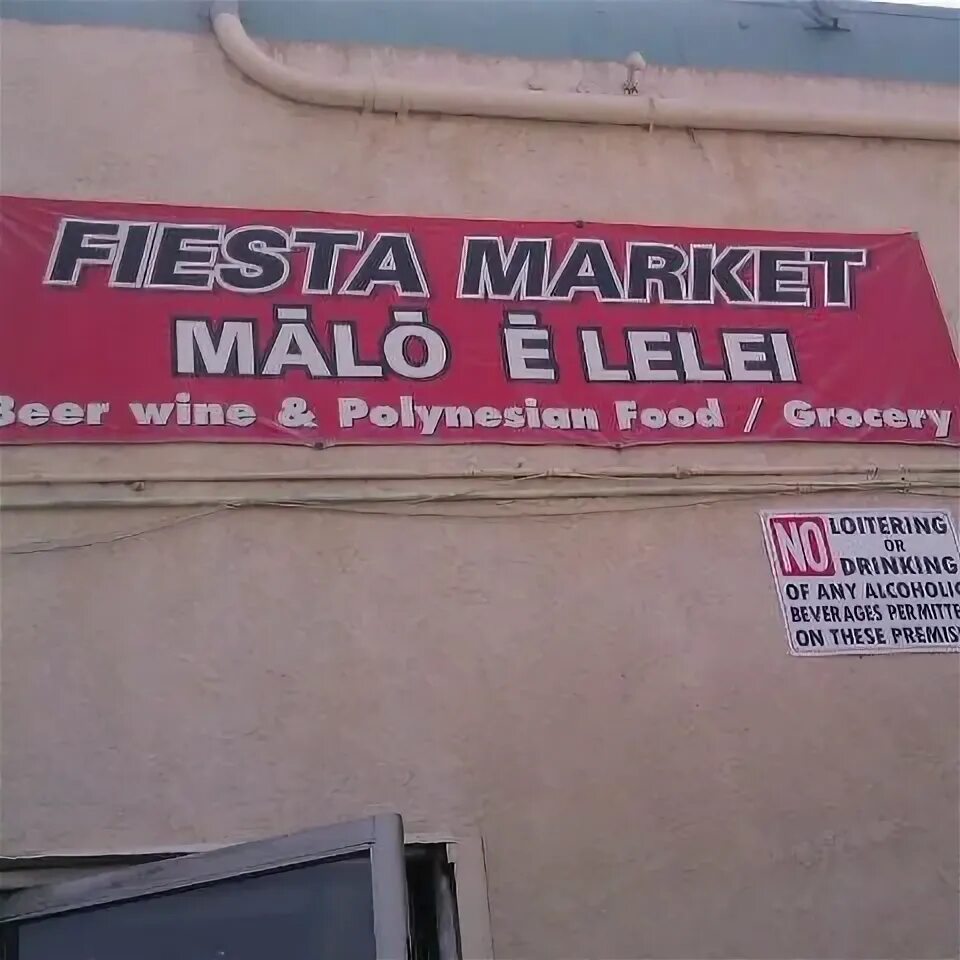 FIESTA MARKET
MĀLŌ Ē LELEI
Beer wine & Polynesian Food / Grocery
NO LOITERING
OR
DRINKING
OF ANY ALCOHOLIC
BEVERAGES PERMITTE
ON THESE PREMIS